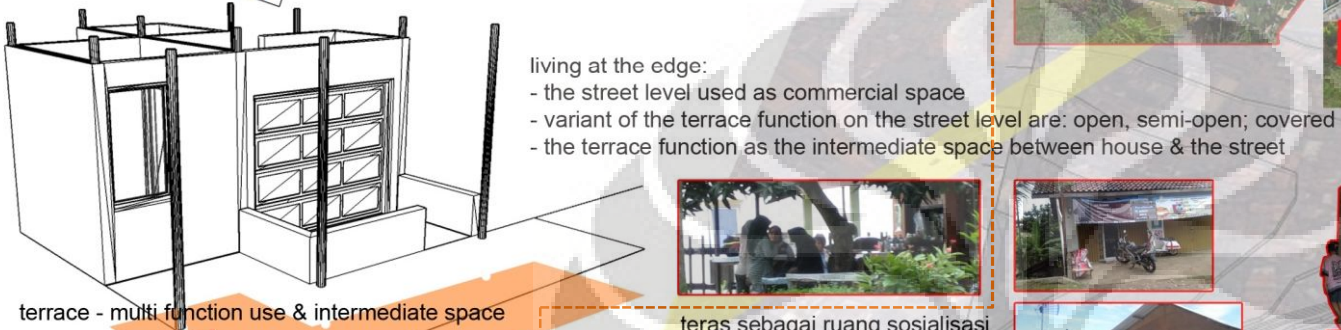 living at the edge:
- the street level used as commercial space
- variant of the terrace function on the street level are: open, semi-open; covered
- the terrace function as the intermediate space between house & the street
terrace - multi function use & intermediate space
teras sebagai ruang sosialisasi